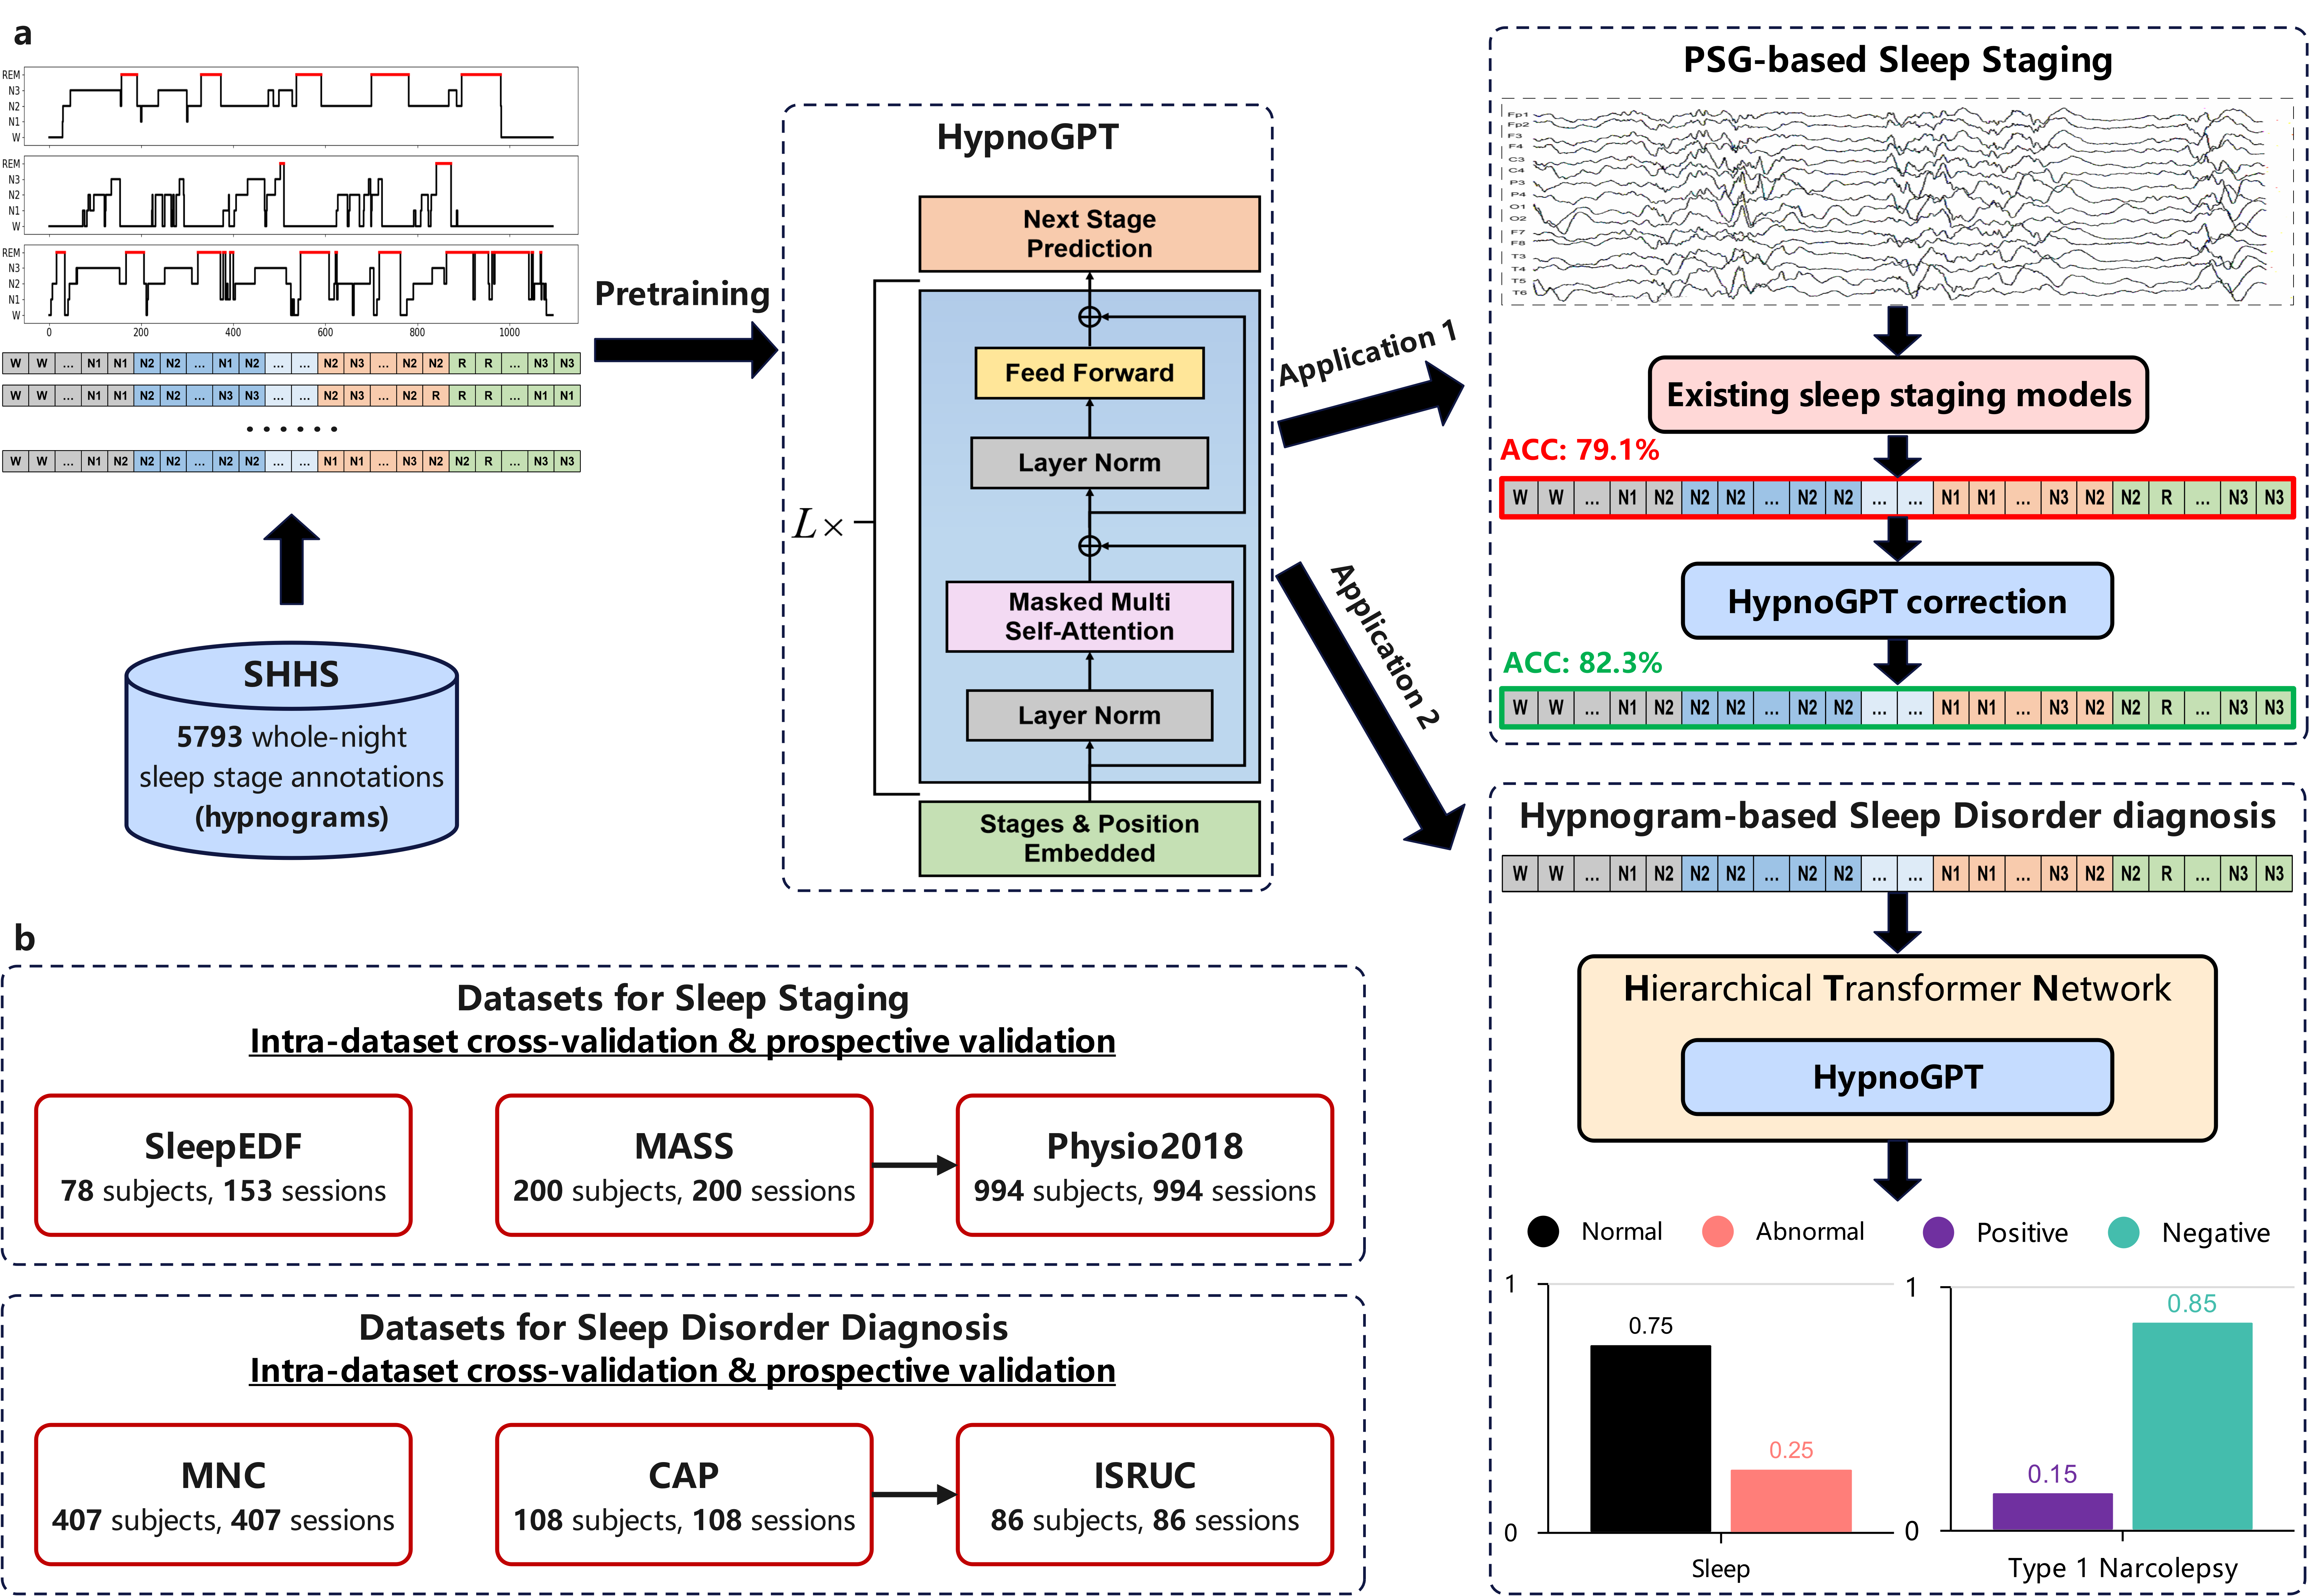 a
REM
N3
N2
N1
W
REM
N3
N2
N1
W
REM
N3
N2
N1
W
0 200 400 600 800 1000
W W ... N1 N1 N2 N2 ... N1 N2 ... ... N2 N3 ... N2 N2 R R ... N3 N3
W W ... N1 N1 N2 N2 ... N3 N3 ... ... N2 N3 ... N2 R R R ... N1 N1
......
W W ... N1 N2 N2 N2 ... N2 N2 ... ... N1 N1 ... N3 N2 N2 R ... N3 N3
SHHS
5793 whole-night
sleep stage annotations
(hypnograms)
Pretraining
HypnoGPT
Next Stage
Prediction
Feed Forward
Layer Norm
L×
Masked Multi
Self-Attention
Layer Norm
Stages & Position
Embedded
Application 1
Application 2
PSG-based Sleep Staging
Fp1
Fp2
F3
F4
C3
C4
P3
P4
O1
O2
F7
F8
T3
T4
T5
T6
Existing sleep staging models
ACC: 79.1%
W W ... N1 N2 N2 N2 ... N2 N2 ... ... N1 N1 ... N3 N2 N2 R ... N3 N3
HypnoGPT correction
ACC: 82.3%
W W ... N1 N2 N2 N2 ... N2 N2 ... ... N1 N1 ... N3 N2 N2 R ... N3 N3
Hypnogram-based Sleep Disorder diagnosis
W W ... N1 N2 N2 N2 ... N2 N2 ... ... N1 N1 ... N3 N2 N2 R ... N3 N3
Hierarchical Transformer Network
HypnoGPT
Normal Abnormal Positive Negative
1
0.75
0.25
0
Sleep
1
0.85
0.15
0
Type 1 Narcolepsy
b
Datasets for Sleep Staging
Intra-dataset cross-validation & prospective validation
SleepEDF
78 subjects, 153 sessions
MASS
200 subjects, 200 sessions
Physio2018
994 subjects, 994 sessions
Datasets for Sleep Disorder Diagnosis
Intra-dataset cross-validation & prospective validation
MNC
407 subjects, 407 sessions
CAP
108 subjects, 108 sessions
ISRUC
86 subjects, 86 sessions